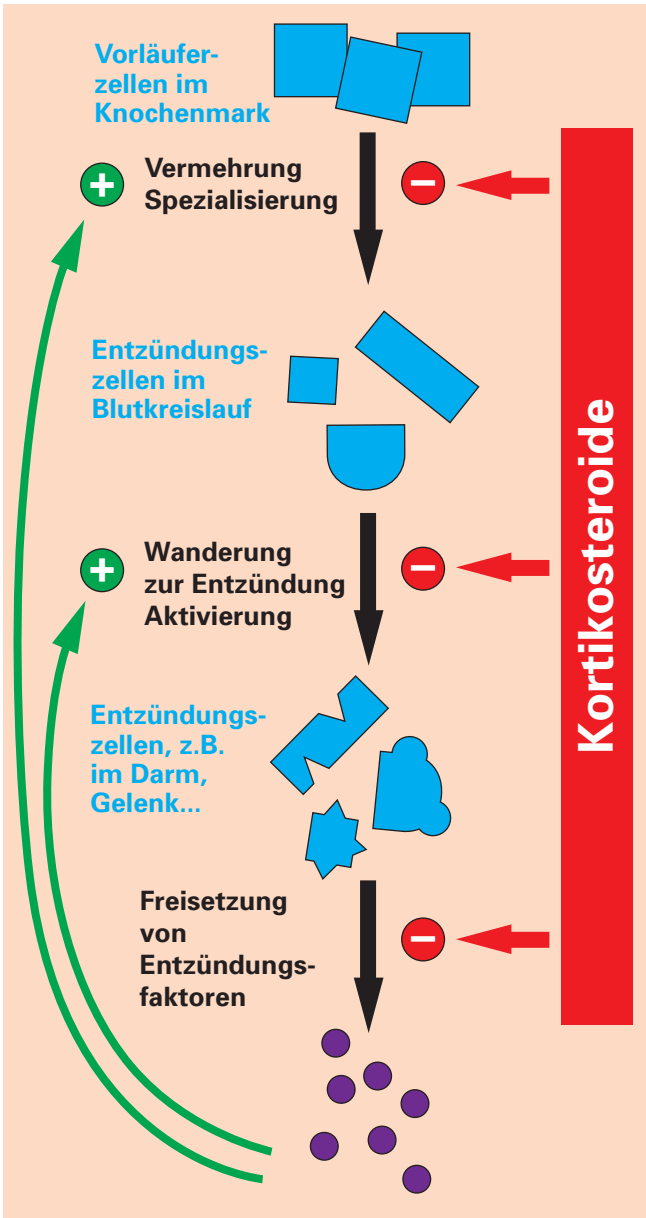 Vorläufer-
zellen im
Knochenmark
+
Vermehrung
Spezialisierung
−
Entzündungs-
zellen im
Blutkreislauf
+
Wanderung
zur Entzündung
Aktivierung
−
Entzündungs-
zellen, z.B.
im Darm,
Gelenk...
Freisetzung
von
Entzündungs-
faktoren
−
Kortikosteroide